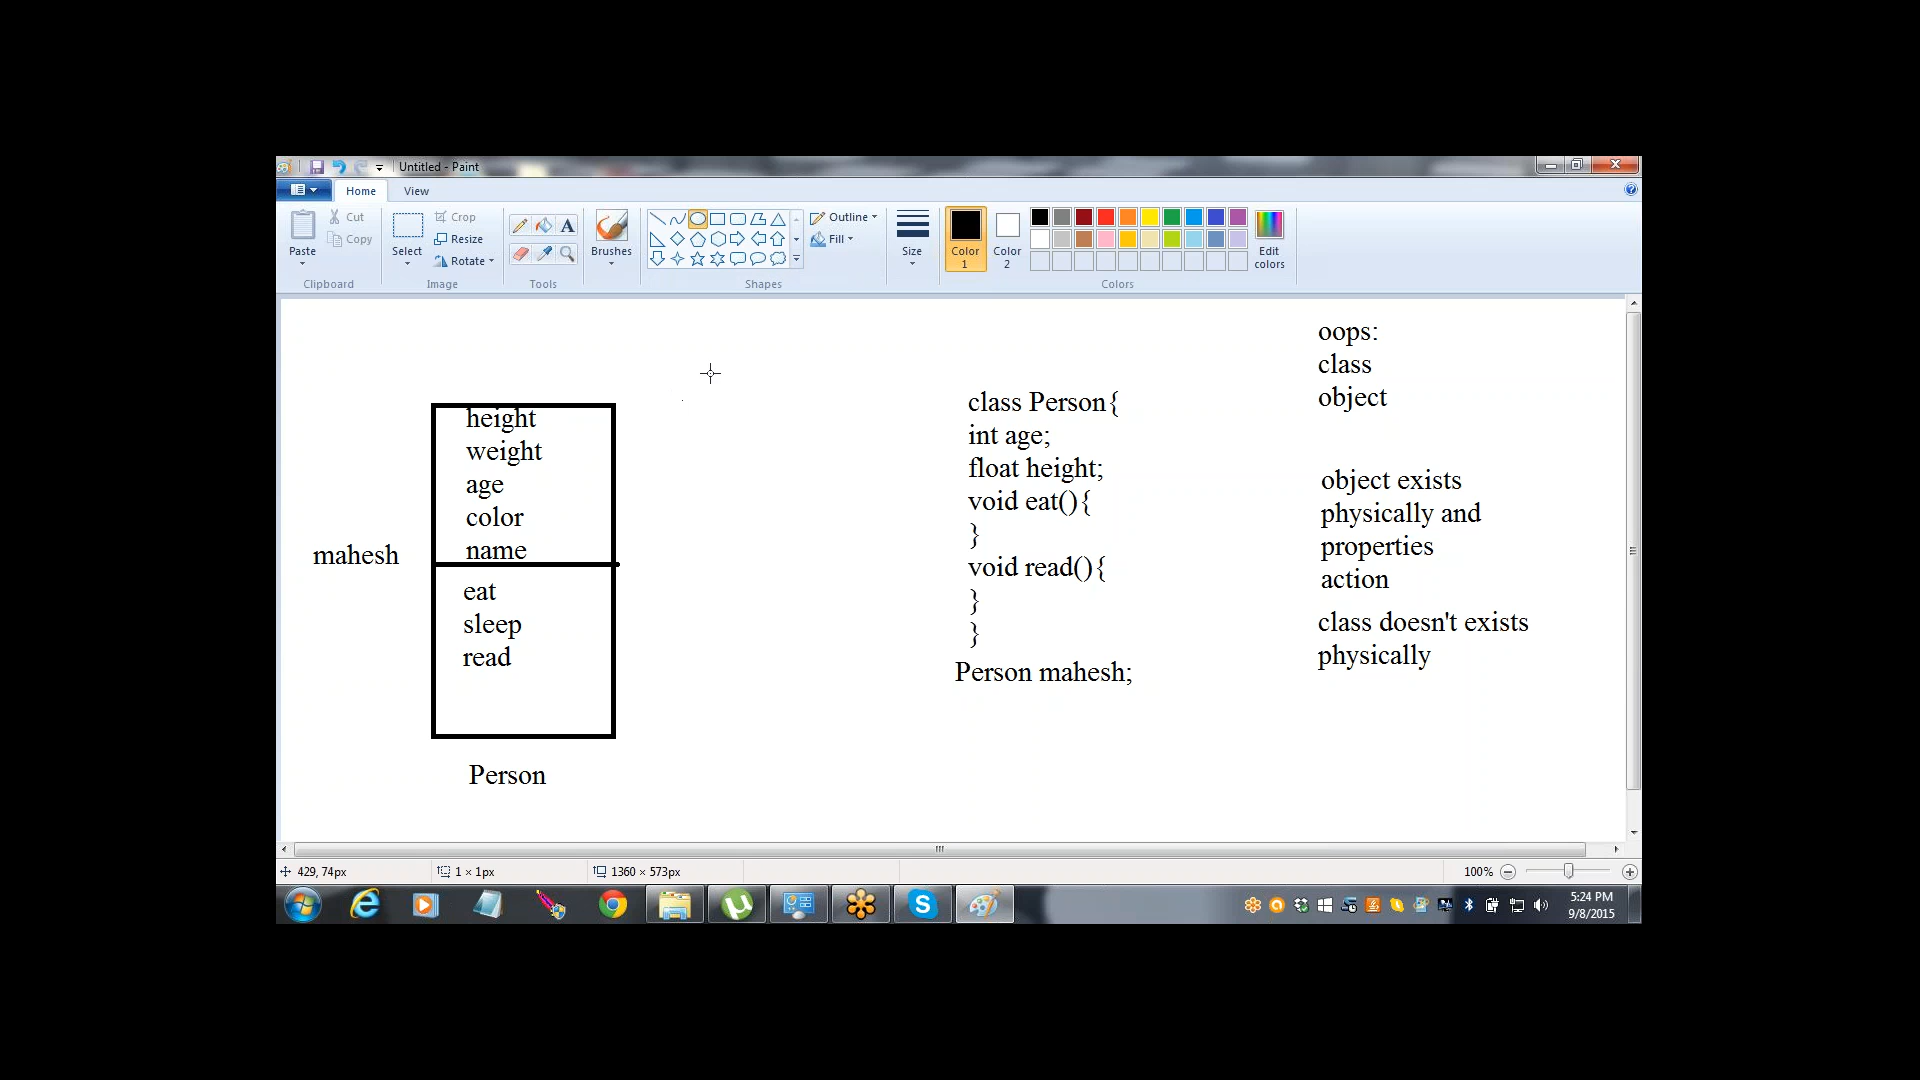 Untitled - Paint
Home
View
Paste
Cut
Copy
Clipboard
Select
Crop
Resize
Rotate
Image
Tools
Brushes
Shapes
Outline
Fill
Size
Color
1
Color
2
Edit
colors
Colors
height
weight
age
color
name
eat
sleep
read
mahesh
Person
class Person{
int age;
float height;
void eat(){
}
void read(){
}
}
Person mahesh;
oops:
class
object
object exists
physically and
properties
action
class doesn't exists
physically
429, 74px
1 × 1px
1360 × 573px
100%
5:24 PM
9/8/2015